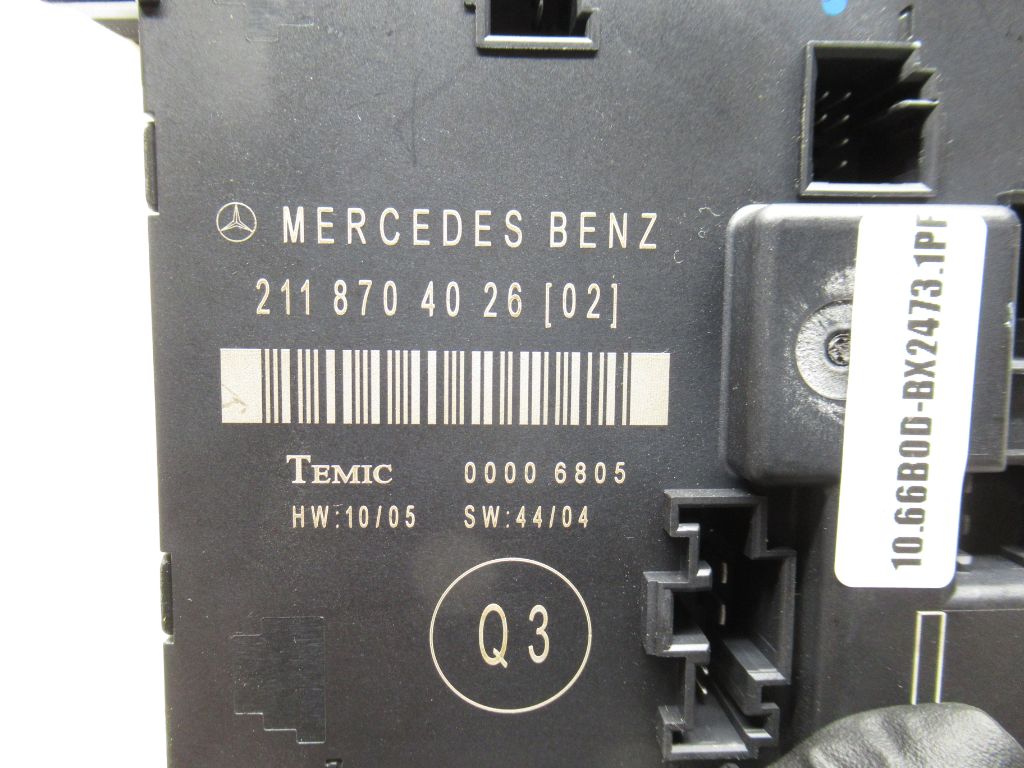 MERCEDES BENZ
211 870 40 26 [02]
TEMIC 0000 6805
HW:10/05 SW:44/04
Q3
10.66B0D-BX2473.1PF